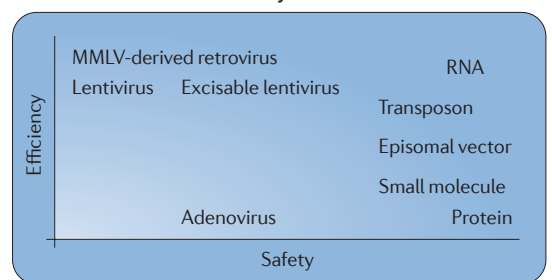 MMLV-derived retrovirus
RNA
Lentivirus
Excisable lentivirus
Transposon
Episomal vector
Small molecule
Adenovirus
Protein
Efficiency
Safety